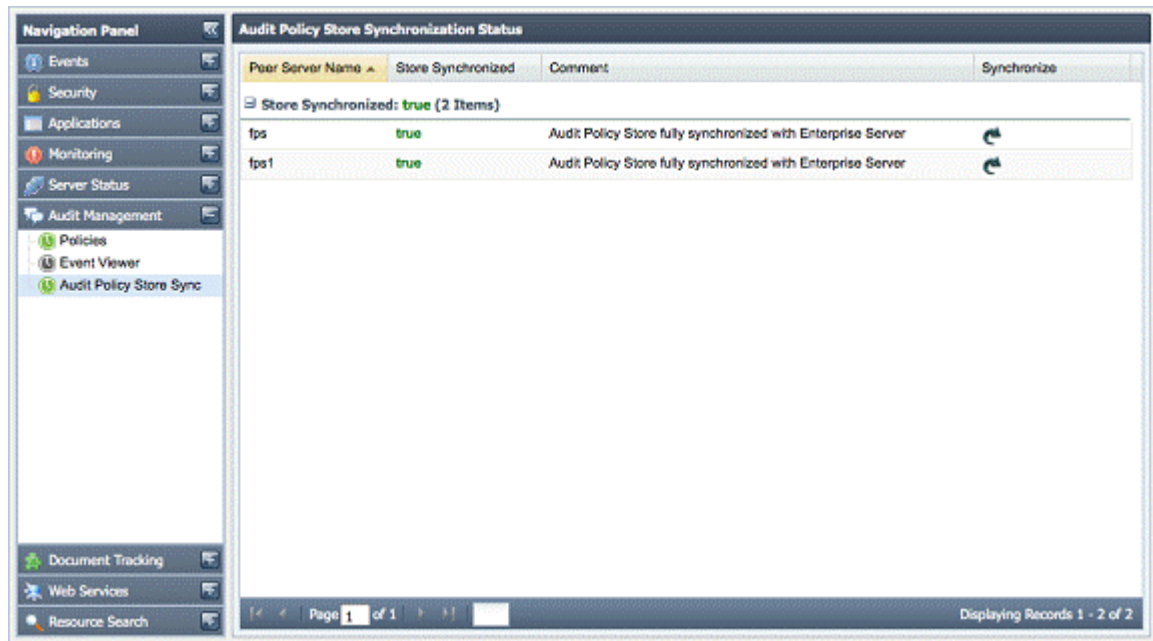 Navigation Panel
Events
Security
Applications
Monitoring
Server Status
Audit Management
Policies
Event Viewer
Audit Policy Store Sync
Document Tracking
Web Services
Resource Search
Audit Policy Store Synchronization Status
Peer Server Name Store Synchronized Comment Synchronize
Store Synchronized: true (2 Items)
fps true Audit Policy Store fully synchronized with Enterprise Server
fps1 true Audit Policy Store fully synchronized with Enterprise Server
Page 1 of 1 Displaying Records 1 - 2 of 2